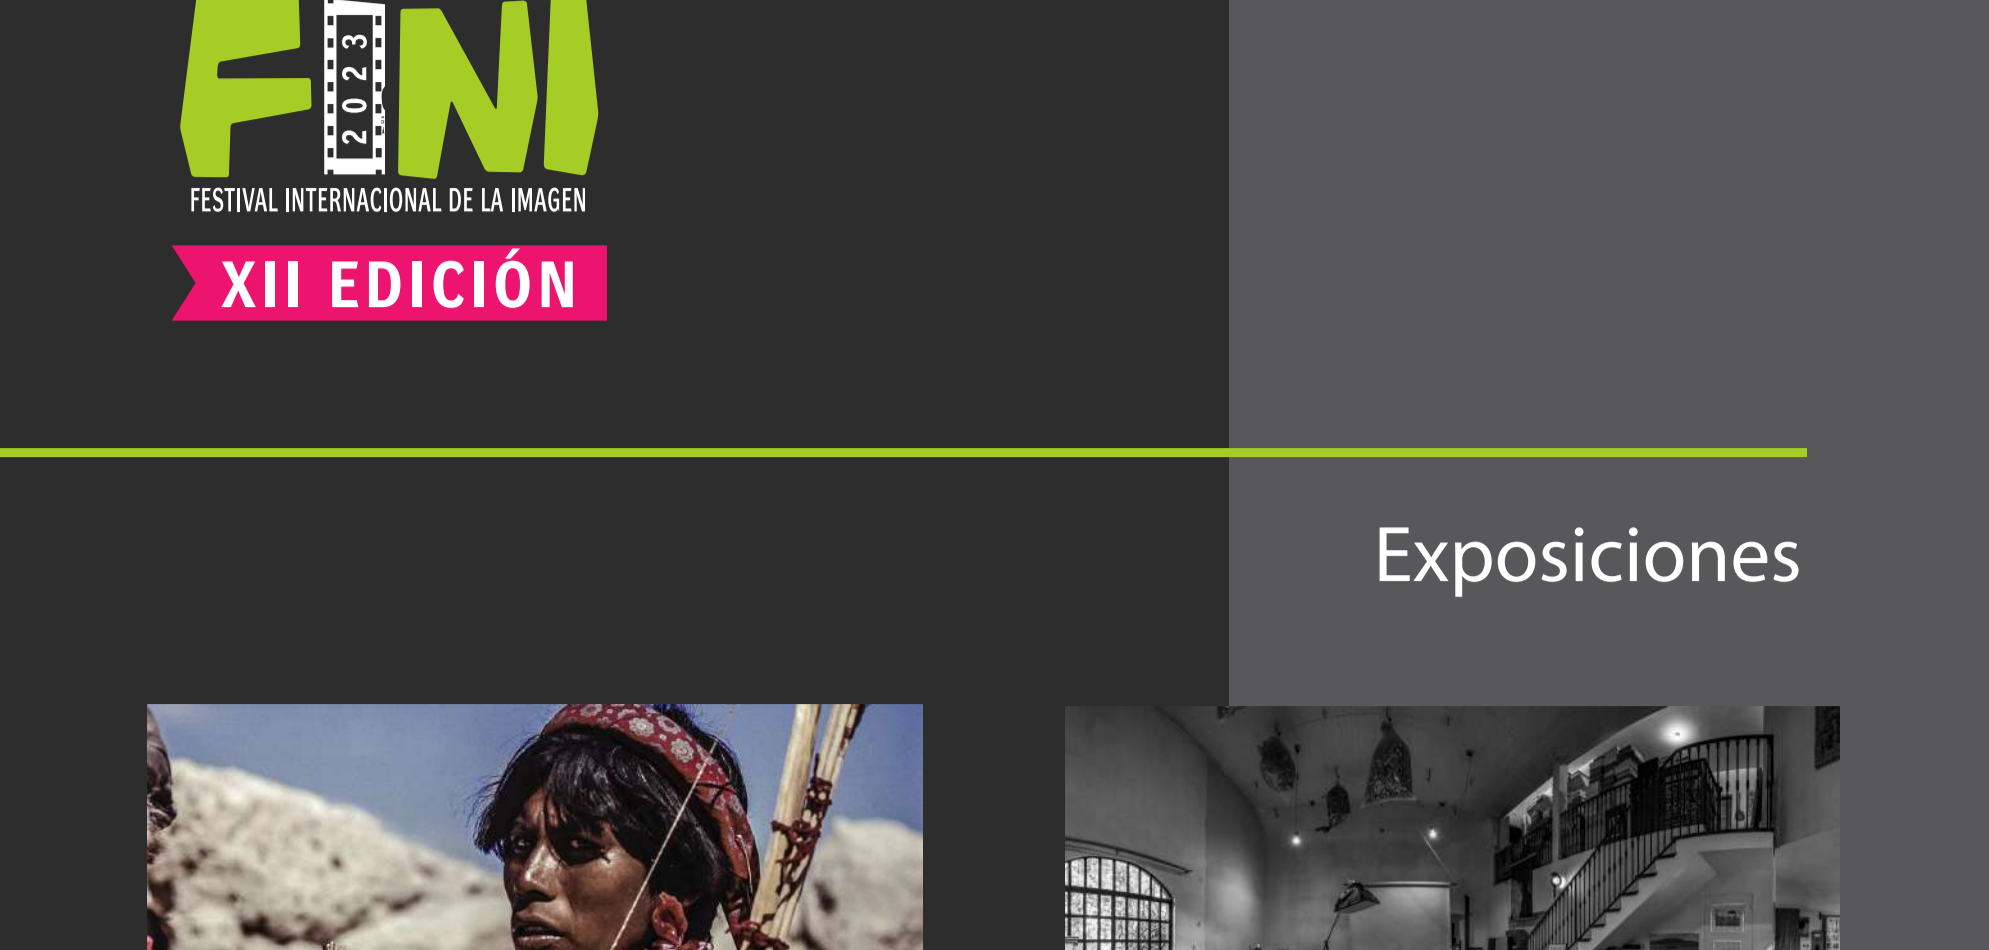 FINI
2023
FESTIVAL INTERNACIONAL DE LA IMAGEN
XII EDICIÓN
Exposiciones